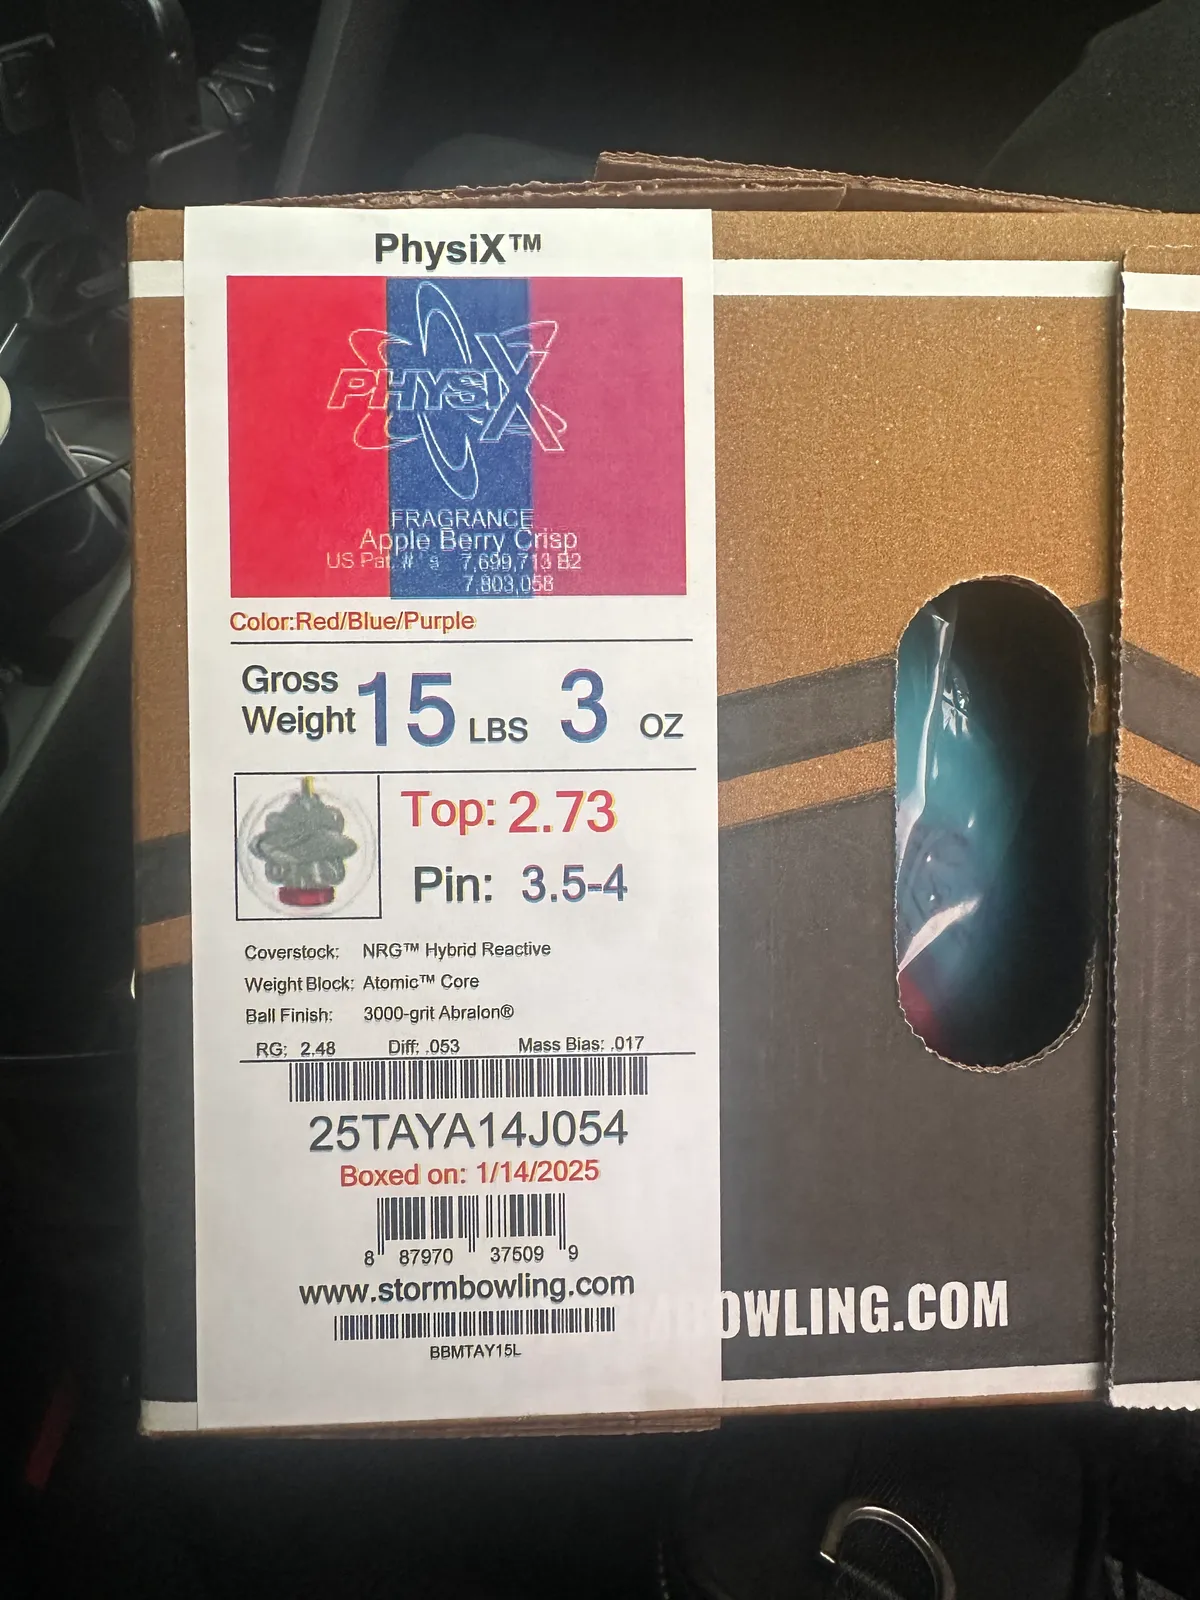 PhysiX™
PHYSIX
FRAGRANCE
Apple Berry Crisp
US Pat. #'s 7,699,713 B2
7,803,058
Color:Red/Blue/Purple
Gross Weight 15 LBS 3 OZ
Top: 2.73
Pin: 3.5-4
Coverstock: NRG™ Hybrid Reactive
Weight Block: Atomic™ Core
Ball Finish: 3000-grit Abralon®
RG: 2.48 Diff: .053 Mass Bias: .017
25TAYA14J054
Boxed on: 1/14/2025
8 87970 37509 9
www.stormbowling.com
BBMTAY15L
MBOWLING.COM